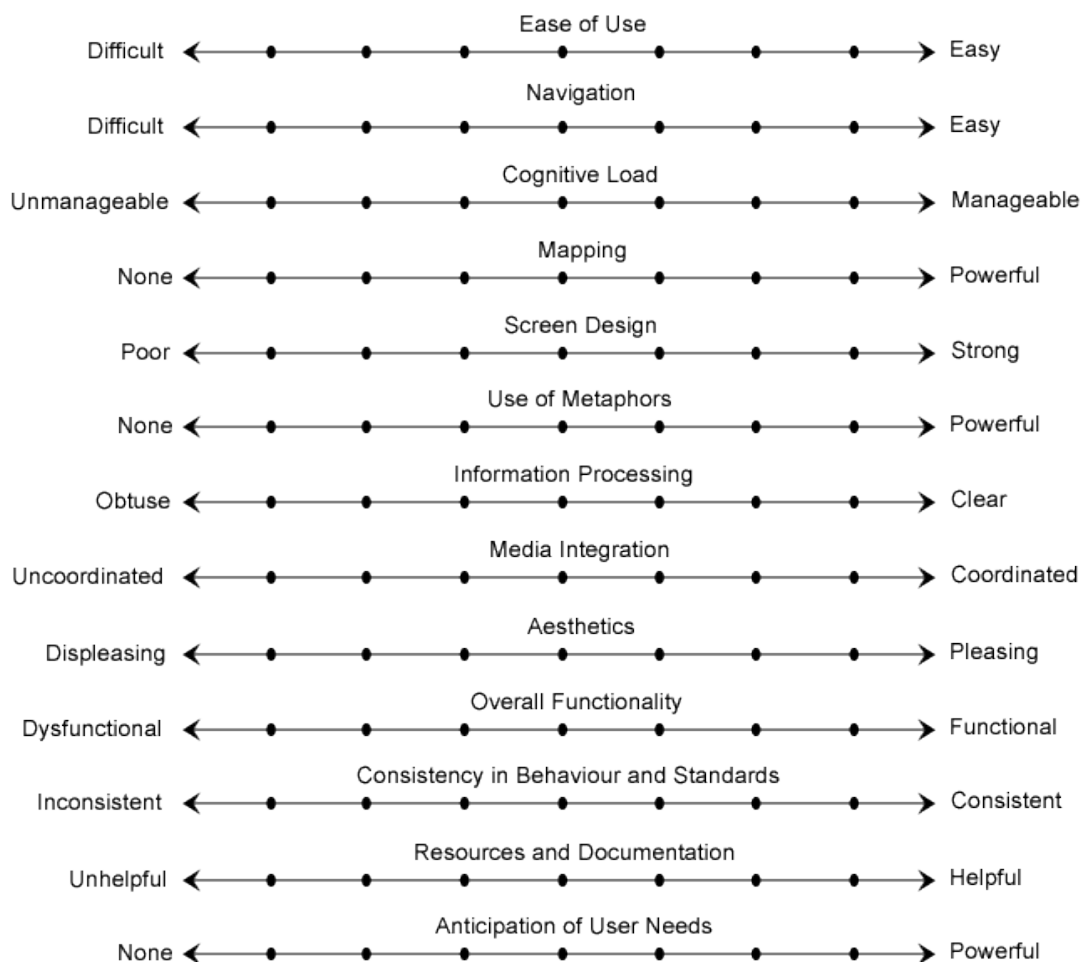 Ease of Use
Difficult Easy
Navigation
Difficult Easy
Cognitive Load
Unmanageable Manageable
Mapping
None Powerful
Screen Design
Poor Strong
Use of Metaphors
None Powerful
Information Processing
Obtuse Clear
Media Integration
Uncoordinated Coordinated
Aesthetics
Displeasing Pleasing
Overall Functionality
Dysfunctional Functional
Consistency in Behaviour and Standards
Inconsistent Consistent
Resources and Documentation
Unhelpful Helpful
Anticipation of User Needs
None Powerful